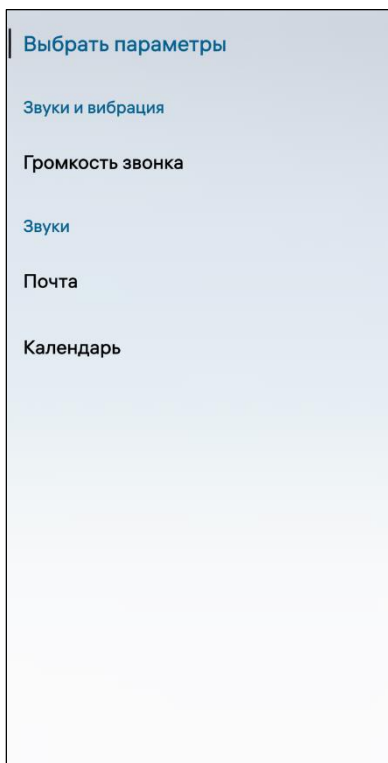 Выбрать параметры
Звуки и вибрация
Громкость звонка
Звуки
Почта
Календарь